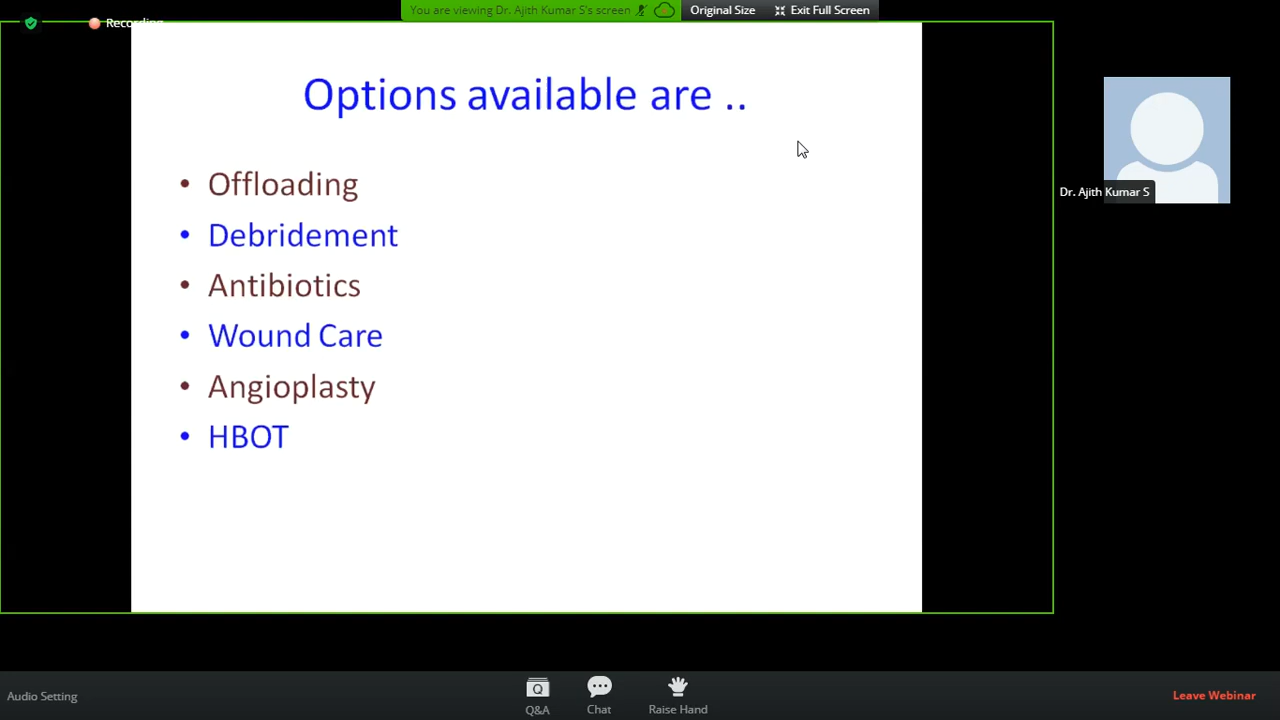 You are viewing Dr. Ajith Kumar S's screen
Original Size
Exit Full Screen
Recording
Options available are ..
• Offloading
• Debridement
• Antibiotics
• Wound Care
• Angioplasty
• HBOT
Dr. Ajith Kumar S
Audio Setting
Q
Q&A
Chat
Raise Hand
Leave Webinar